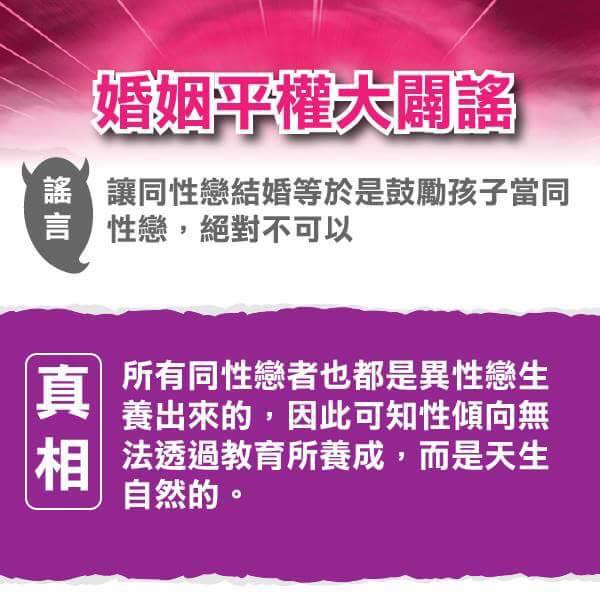 婚姻平權大闢謠
謠言
讓同性戀結婚等於是鼓勵孩子當同
性戀，絕對不可以
真相
所有同性戀者也都是異性戀生
養出來的，因此可知性傾向無
法透過教育所養成，而是天生
自然的。